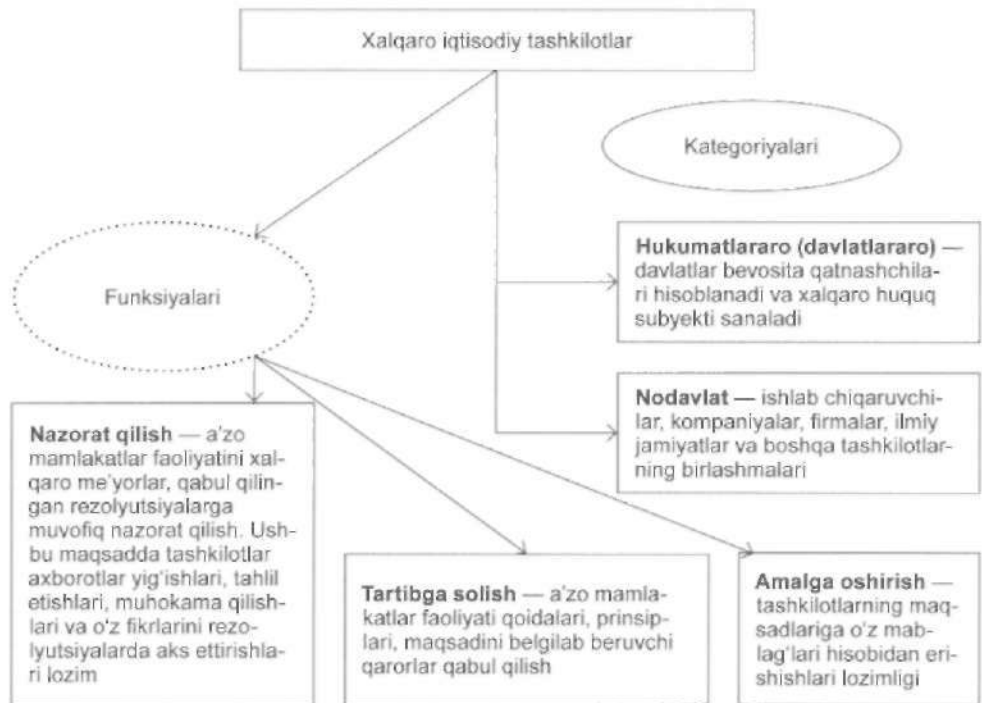 Xalqaro iqtisodiy tashkilotlar
Kategoriyalari
Hukumatlararo (davlatlararo) —
davlatlar bevosita qatnashchila-
ri hisoblanadi va xalqaro huquq
subyekti sanaladi
Nodavlat — ishlab chiqaruvchi-
lar, kompaniyalar, firmalar, ilmiy
jamiyatlar va boshqa tashkilotlar-
ning birlashmalari
Funksiyalari
Nazorat qilish — a'zo
mamlakatlar faoliyatini xal-
qaro me'yorlar, qabul qilin-
gan rezolyutsiyalarga
muvofiq nazorat qilish. Ush-
bu maqsadda tashkilotlar
axborotlar yig'ishlari, tahlil
etishlari, muhokama qilish-
lari va o'z fikrlarini rezo-
lyutsiyalarda aks ettirishla-
ri lozim
Tartibga solish — a'zo mamla-
katlar faoliyati qoidalari, prinsip-
lari, maqsadini belgilab beruvchi
qarorlar qabul qilish
Amalga oshirish —
tashkilotlarning maq-
sadlariga o'z mab-
lag'lari hisobidan eri-
shishlari lozimligi